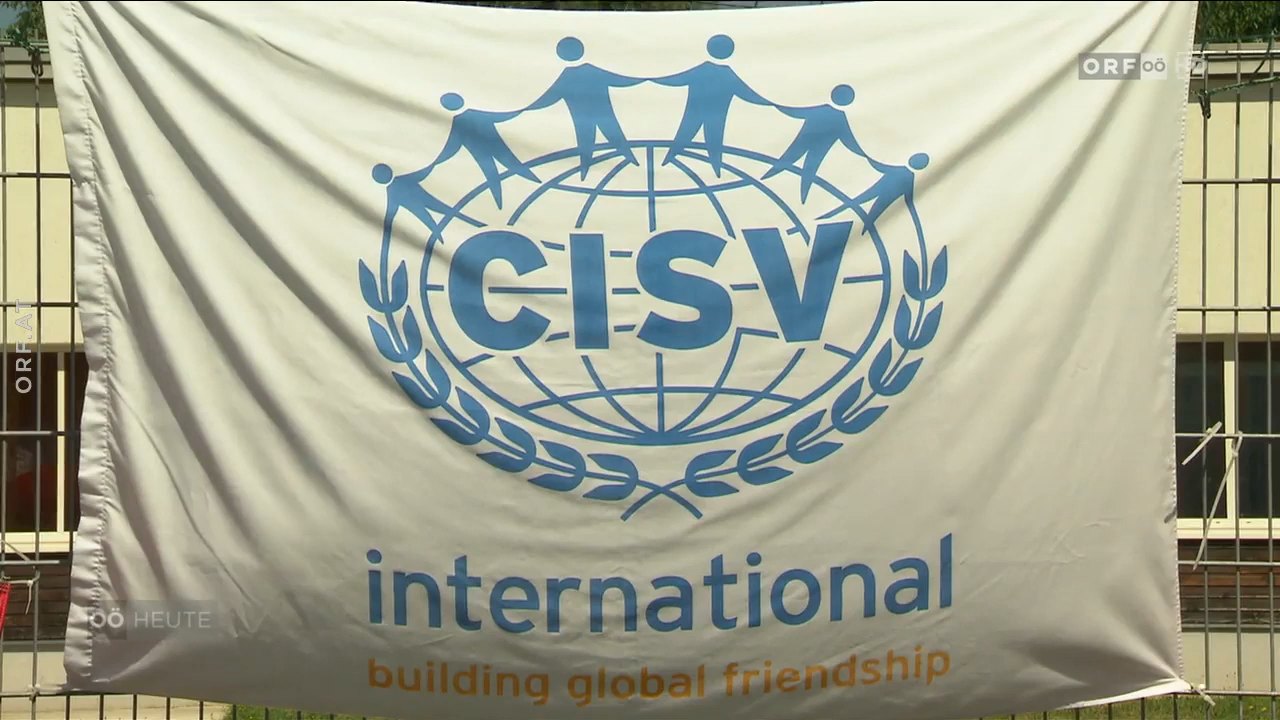 ORF OÖ
CISV
international
building global friendship
ORF.AT
OÖ HEUTE